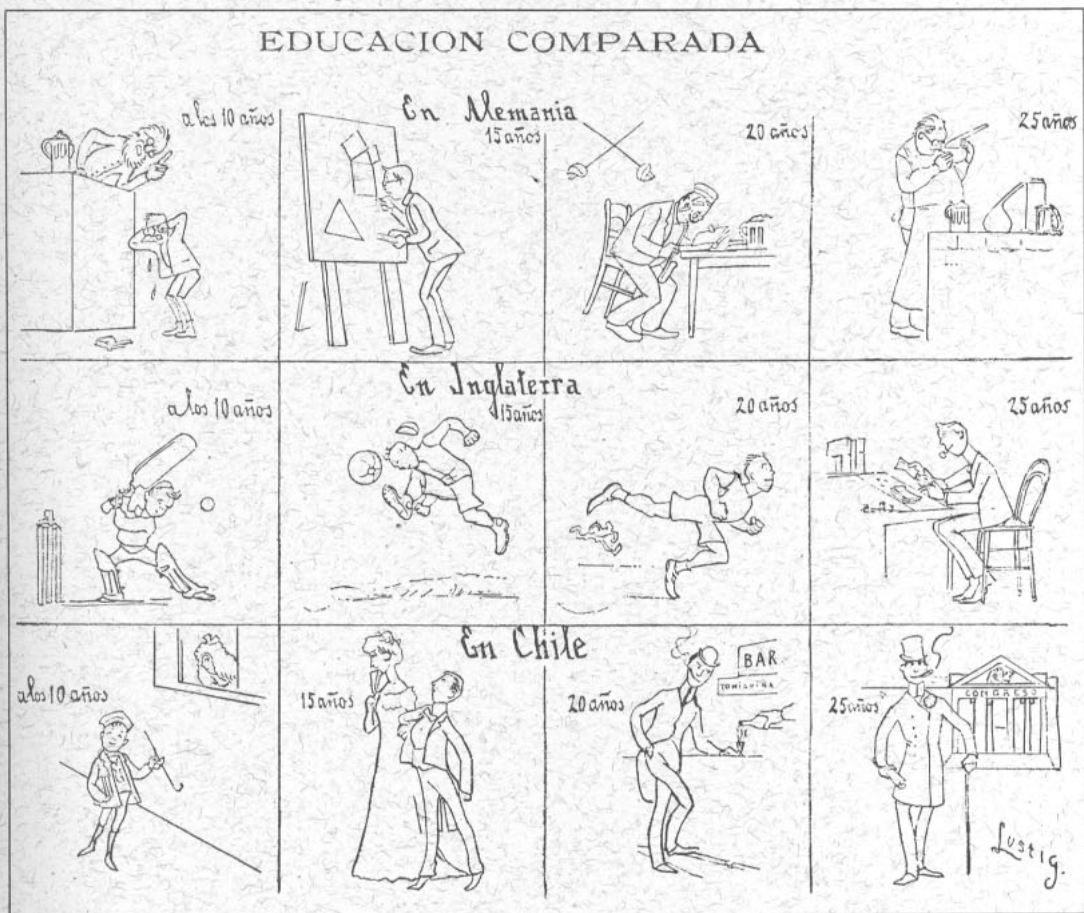 EDUCACION COMPARADA
En Alemania
a los 10 años
15 años
20 años
25 años
En Inglaterra
a los 10 años
15 años
20 años
25 años
En Chile
a los 10 años
15 años
20 años
BAR
25 años
CONGRESO
Lustig.